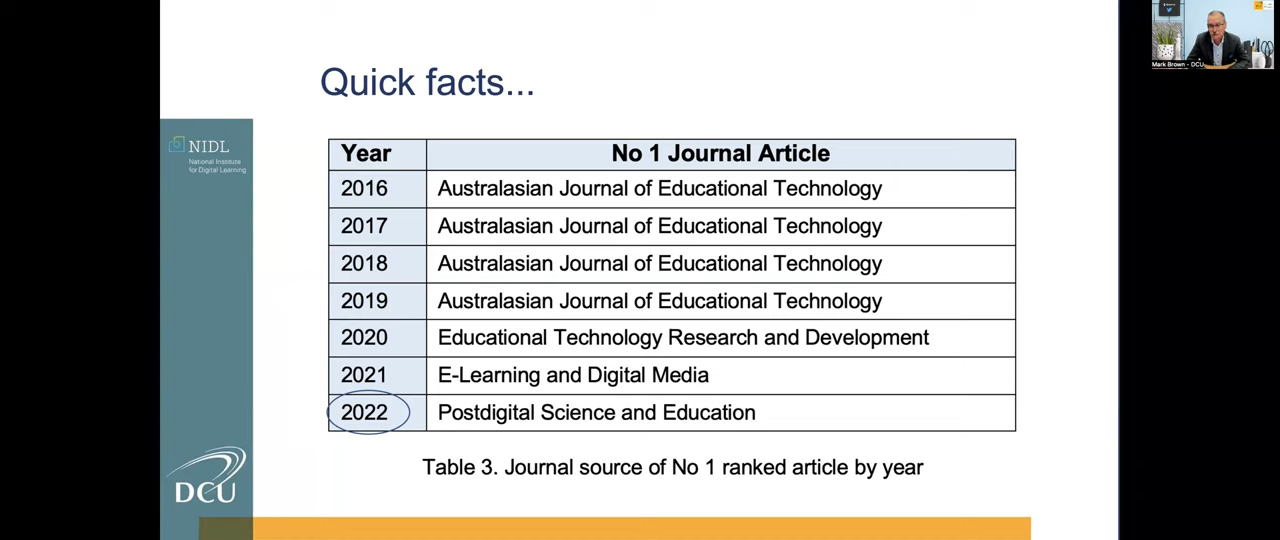 Quick facts...
NIDL
National Institute
for Digital Learning
Year No 1 Journal Article
2016 Australasian Journal of Educational Technology
2017 Australasian Journal of Educational Technology
2018 Australasian Journal of Educational Technology
2019 Australasian Journal of Educational Technology
2020 Educational Technology Research and Development
2021 E-Learning and Digital Media
2022 Postdigital Science and Education
Table 3. Journal source of No 1 ranked article by year
DCU
Mark Brown - DCU